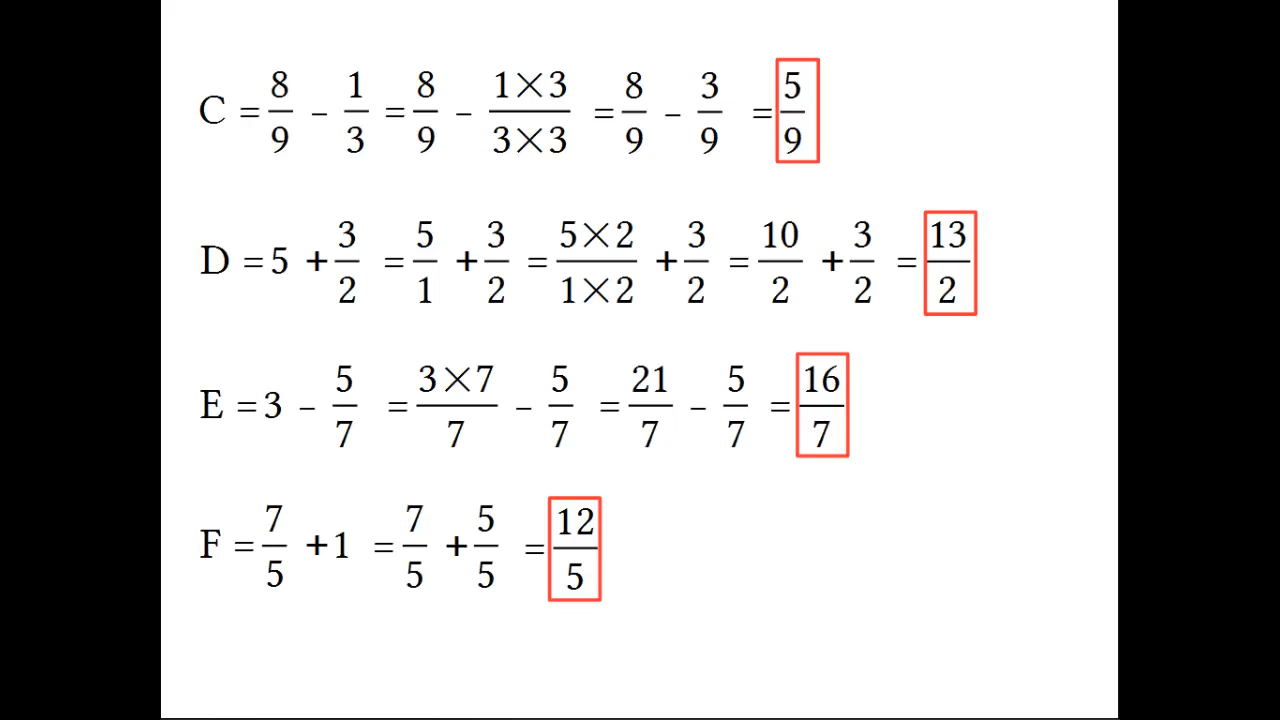 C = 8/9 - 1/3 = 8/9 - 1×3/3×3 = 8/9 - 3/9 = 5/9
D = 5 + 3/2 = 5/1 + 3/2 = 5×2/1×2 + 3/2 = 10/2 + 3/2 = 13/2
E = 3 - 5/7 = 3×7/7 - 5/7 = 21/7 - 5/7 = 16/7
F = 7/5 + 1 = 7/5 + 5/5 = 12/5